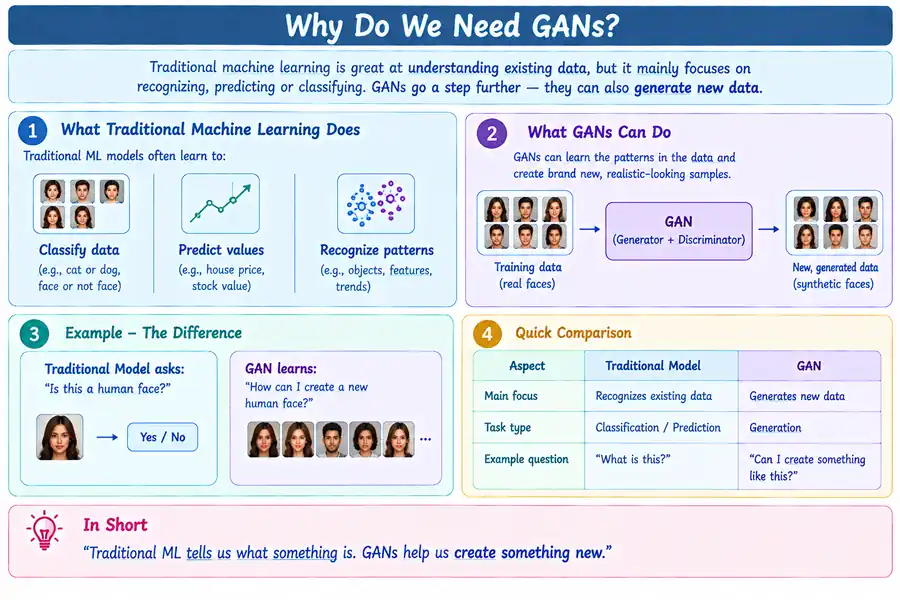 Why Do We Need GANs?
Traditional machine learning is great at understanding existing data, but it mainly focuses on
recognizing, predicting or classifying. GANs go a step further — they can also generate new data.
1 What Traditional Machine Learning Does
Traditional ML models often learn to:
Classify data
(e.g., cat or dog,
face or not face)
Predict values
(e.g., house price,
stock value)
Recognize patterns
(e.g., objects, features,
trends)
2 What GANs Can Do
GANs can learn the patterns in the data and
create brand new, realistic-looking samples.
Training data
(real faces)
GAN
(Generator + Discriminator)
New, generated data
(synthetic faces)
3 Example – The Difference
Traditional Model asks:
“Is this a human face?”
Yes / No
GAN learns:
“How can I create a new
human face?”
...
4 Quick Comparison
Aspect Traditional Model GAN
Main focus Recognizes existing data Generates new data
Task type Classification / Prediction Generation
Example question “What is this?” “Can I create something
like this?”
In Short
“Traditional ML tells us what something is. GANs help us create something new.”